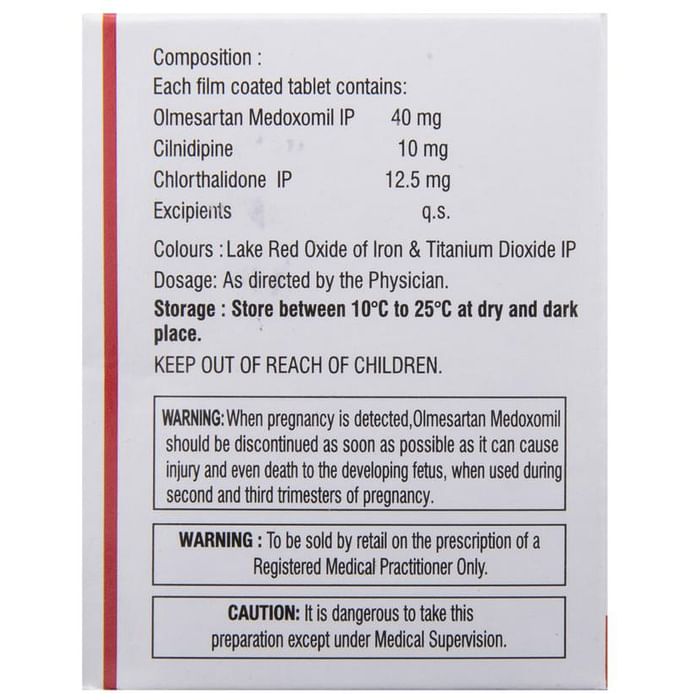 Composition :
Each film coated tablet contains:
Olmesartan Medoxomil IP 40 mg
Cilnidipine 10 mg
Chlorthalidone IP 12.5 mg
Excipients q.s.
Colours : Lake Red Oxide of Iron & Titanium Dioxide IP
Dosage: As directed by the Physician.
Storage : Store between 10°C to 25°C at dry and dark
place.
KEEP OUT OF REACH OF CHILDREN.
WARNING: When pregnancy is detected,Olmesartan Medoxomil
should be discontinued as soon as possible as it can cause
injury and even death to the developing fetus, when used during
second and third trimesters of pregnancy.
WARNING : To be sold by retail on the prescription of a
Registered Medical Practitioner Only.
CAUTION: It is dangerous to take this
preparation except under Medical Supervision.